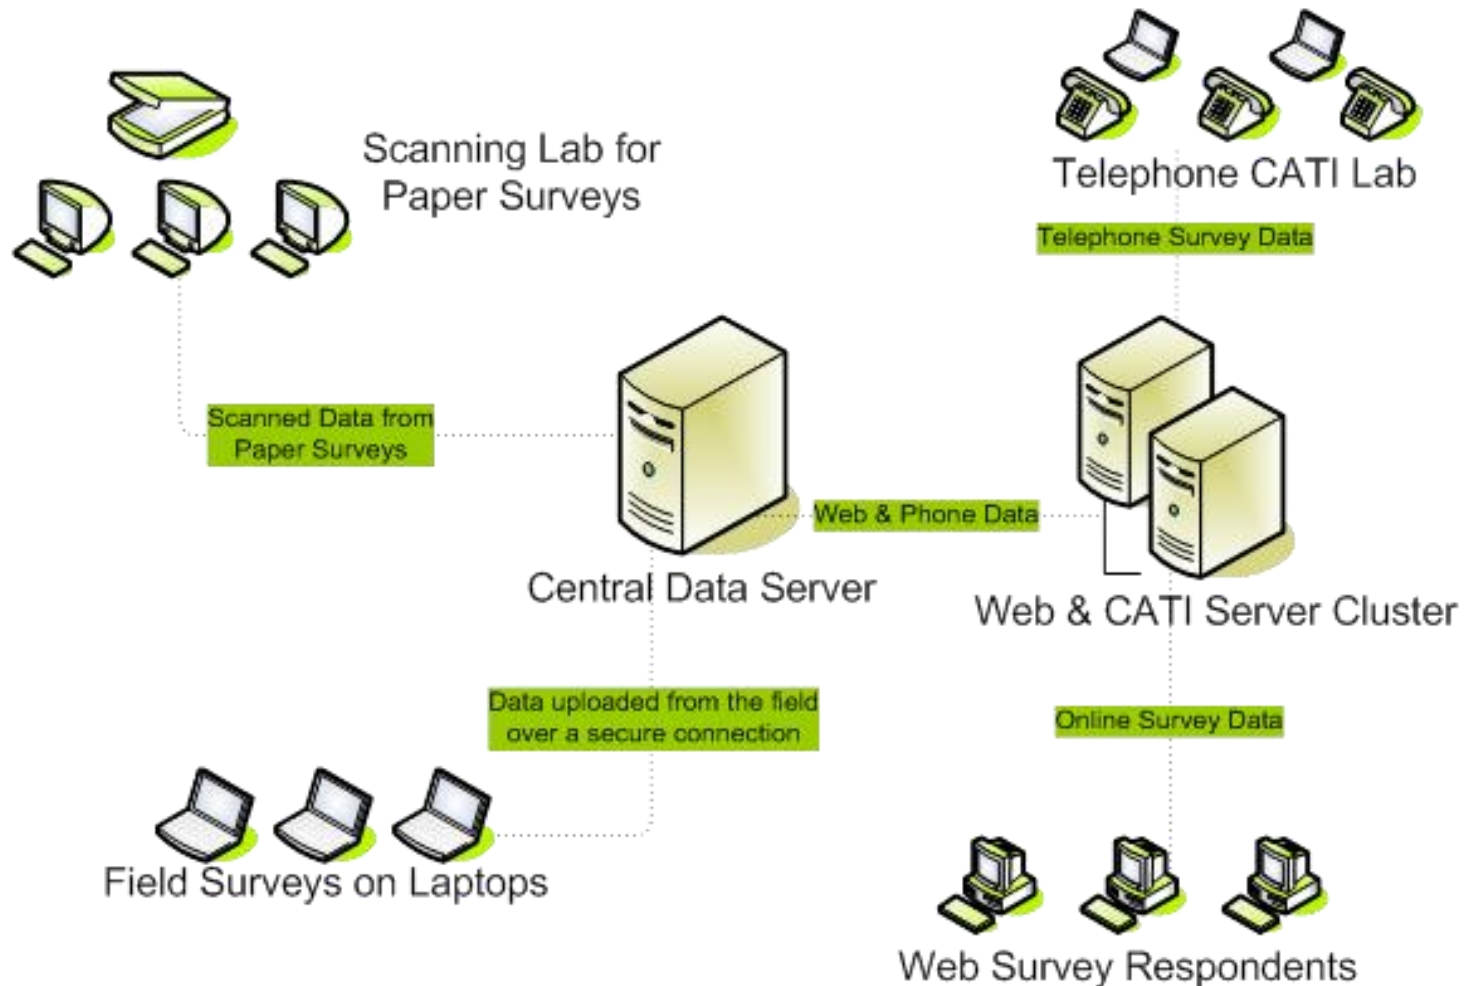 Scanning Lab for
Paper Surveys
Telephone CATI Lab
Telephone Survey Data
Scanned Data from
Paper Surveys
Web & Phone Data
Central Data Server
Web & CATI Server Cluster
Data uploaded from the field
over a secure connection
Online Survey Data
Field Surveys on Laptops
Web Survey Respondents